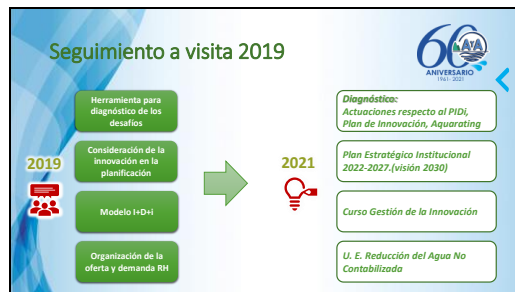 Seguimiento a visita 2019
60
AyA
ANIVERSARIO
1961- 2021
2019
Herramienta para
diagnóstico de los
desafíos
Consideración de la
innovación en la
planificación
Modelo I+D+i
Organización de la
oferta y demanda RH
2021
Diagnóstico:
Actuaciones respecto al PIDi,
Plan de Innovación, Aquarating
Plan Estratégico Institucional
2022-2027.(visión 2030)
Curso Gestión de la Innovación
U. E. Reducción del Agua No
Contabilizada